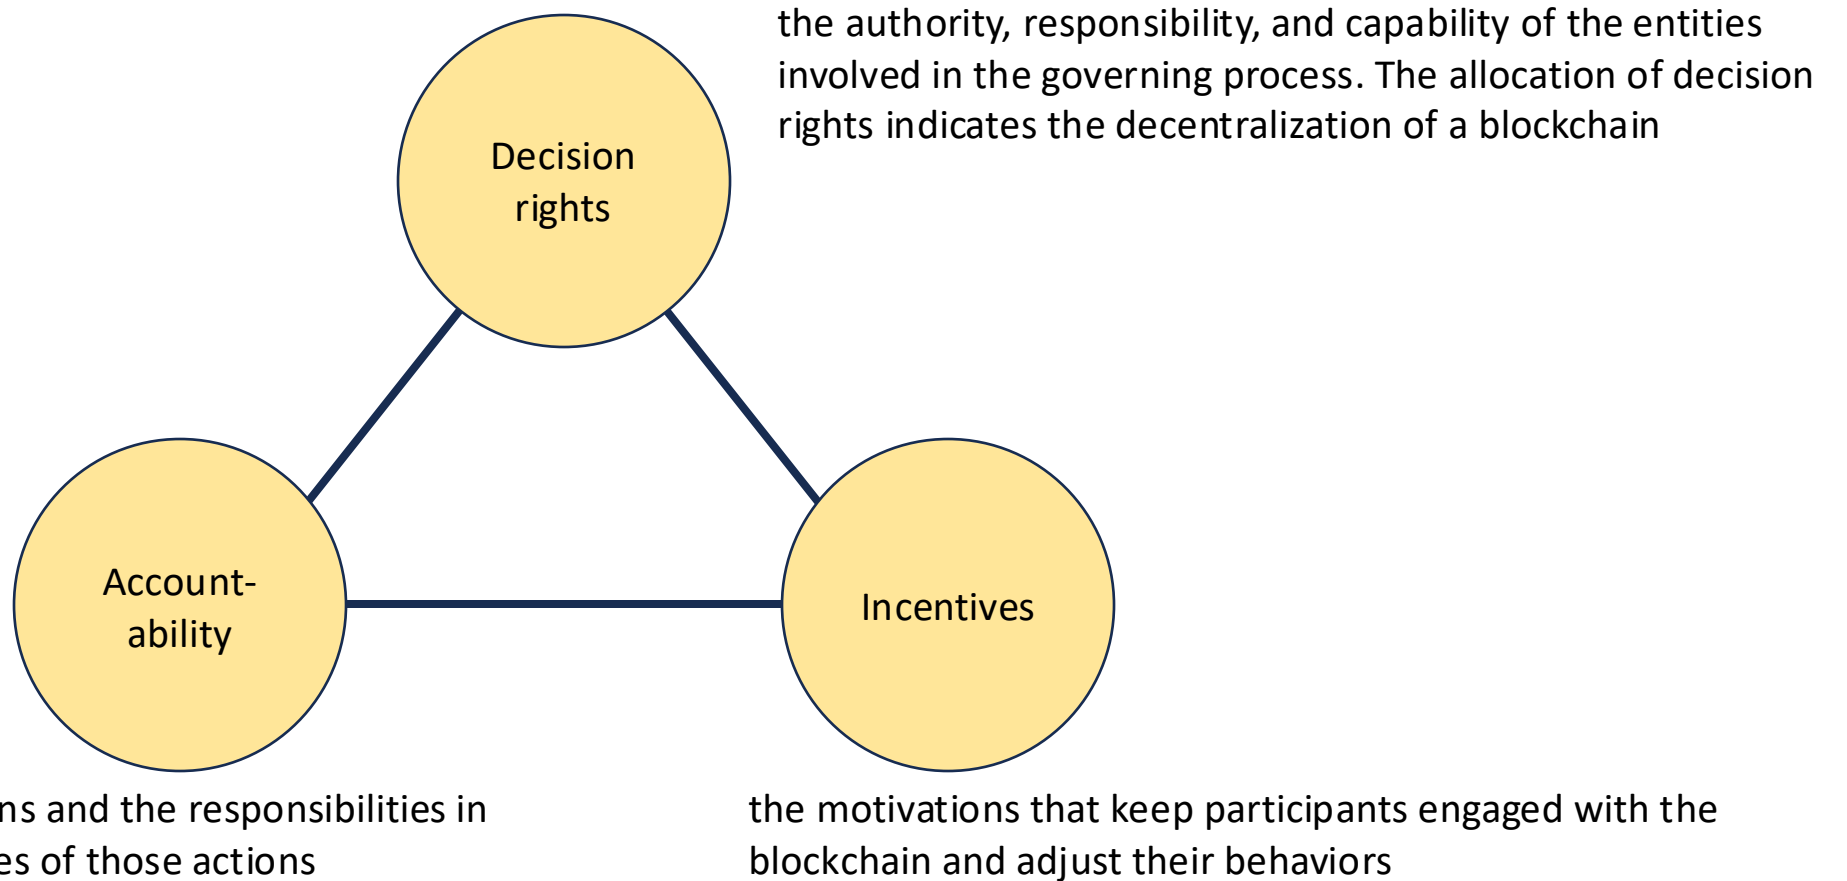 the authority, responsibility, and capability of the entities
involved in the governing process. The allocation of decision
rights indicates the decentralization of a blockchain
Decision
rights
Account-
ability
Incentives
and the responsibilities in
of those actions
the motivations that keep participants engaged with the
blockchain and adjust their behaviors